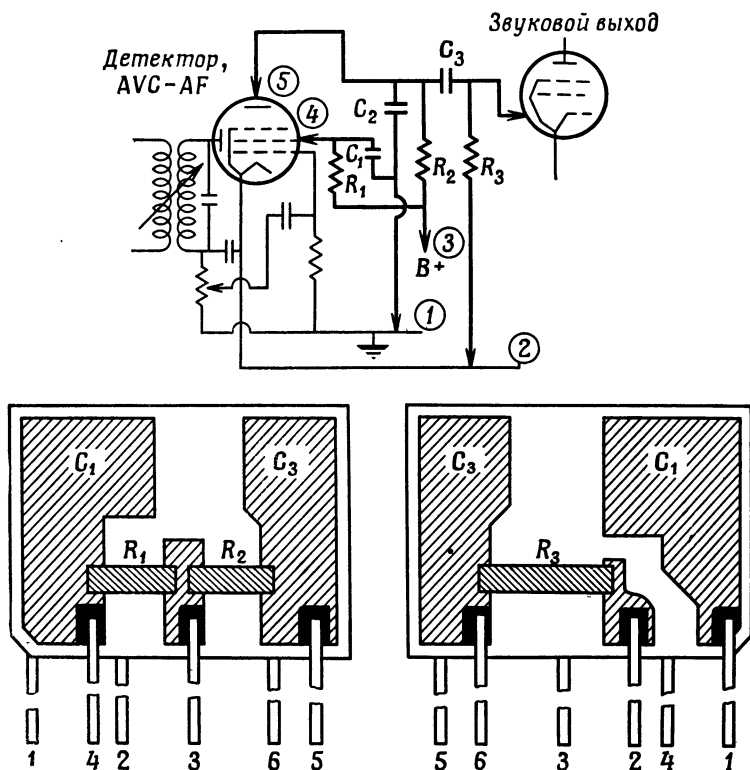 Звуковой выход
Детектор,
AVC-AF
C₃
5
4
C₂
C₁
R₁
R₂
R₃
3
B+
1
2
C₁
C₃
R₁
R₂
1 4 2 3 6 5
C₃
C₁
R₃
5 6 3 2 4 1